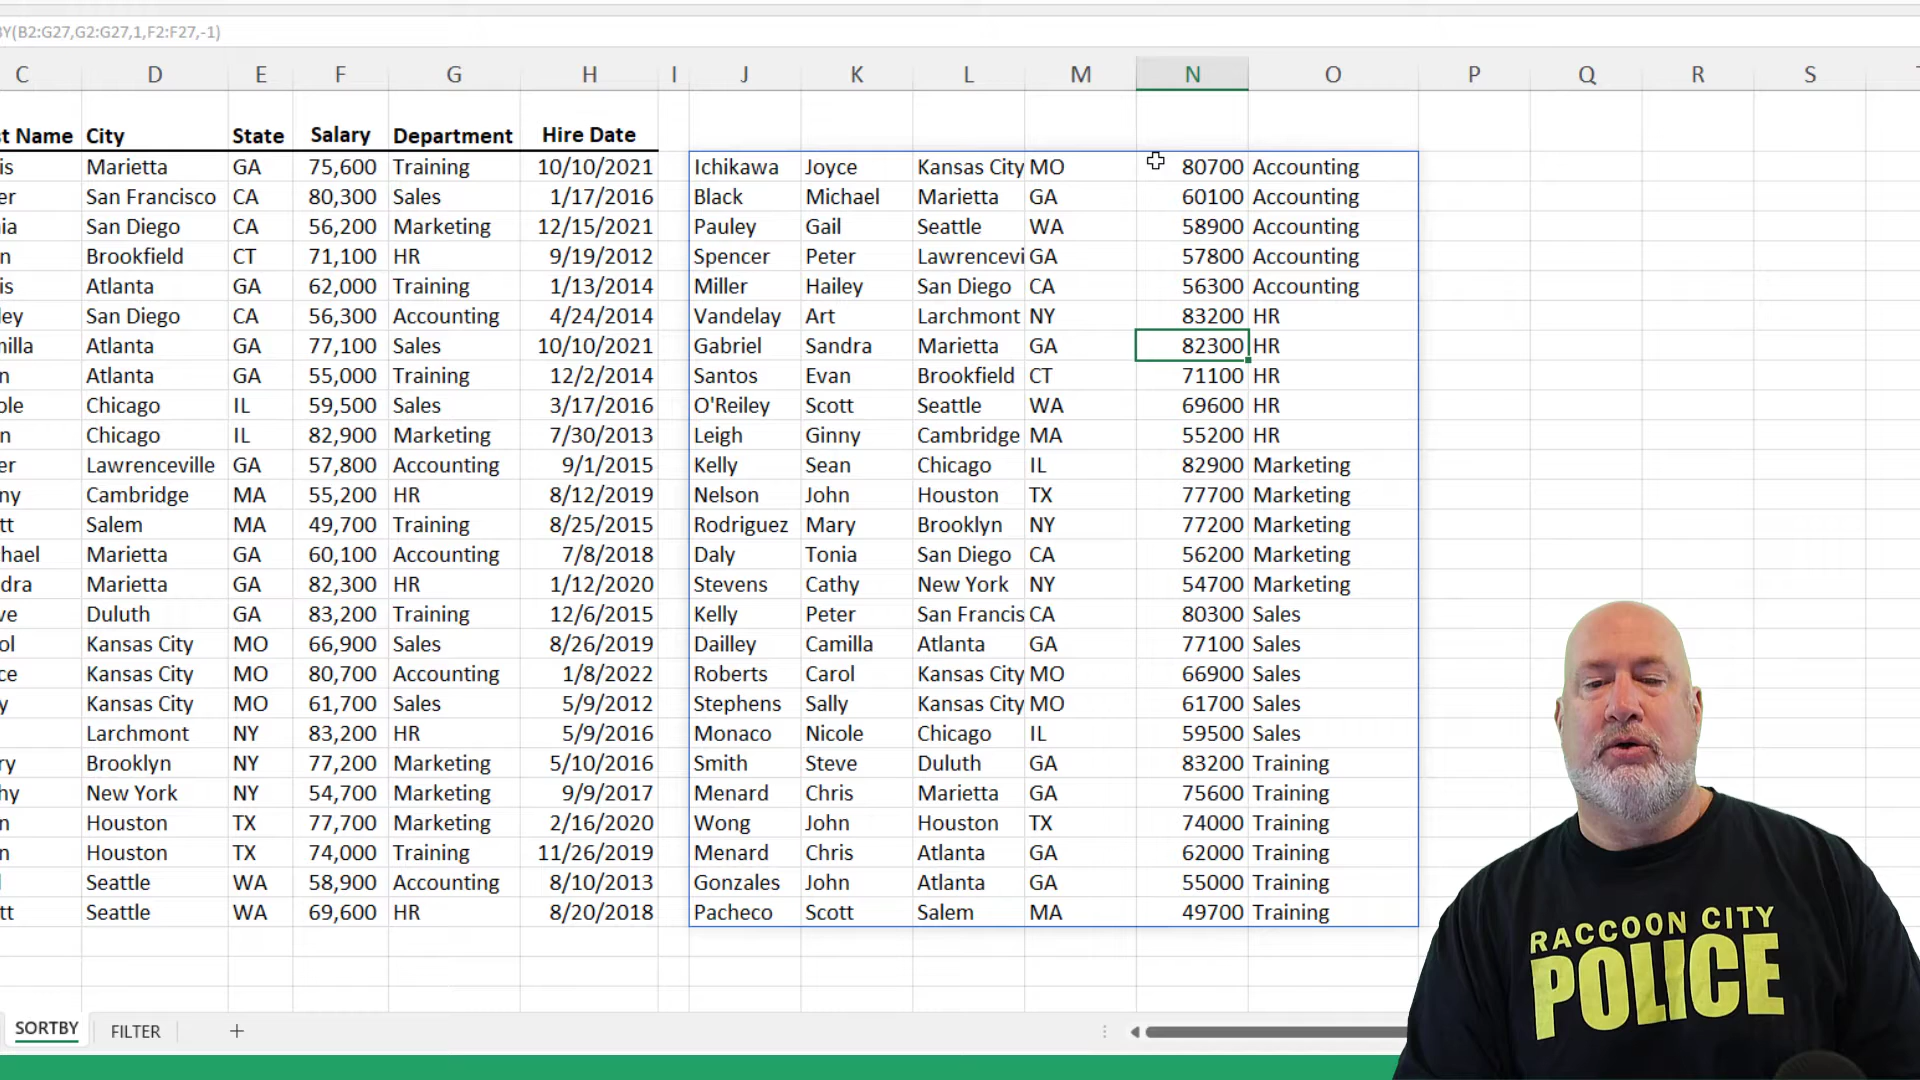 BY(B2:G27,G2:G27,1,F2:F27,-1)
C D E F G H I J K L M N O P Q R S
st Name City State Salary Department Hire Date
is Marietta GA 75,600 Training 10/10/2021 Ichikawa Joyce Kansas City MO 80700 Accounting
er San Francisco CA 80,300 Sales 1/17/2016 Black Michael Marietta GA 60100 Accounting
ia San Diego CA 56,200 Marketing 12/15/2021 Pauley Gail Seattle WA 58900 Accounting
n Brookfield CT 71,100 HR 9/19/2012 Spencer Peter Lawrencevi GA 57800 Accounting
is Atlanta GA 62,000 Training 1/13/2014 Miller Hailey San Diego CA 56300 Accounting
ley San Diego CA 56,300 Accounting 4/24/2014 Vandelay Art Larchmont NY 83200 HR
milla Atlanta GA 77,100 Sales 10/10/2021 Gabriel Sandra Marietta GA 82300 HR
n Atlanta GA 55,000 Training 12/2/2014 Santos Evan Brookfield CT 71100 HR
ole Chicago IL 59,500 Sales 3/17/2016 O'Reiley Scott Seattle WA 69600 HR
n Chicago IL 82,900 Marketing 7/30/2013 Leigh Ginny Cambridge MA 55200 HR
er Lawrenceville GA 57,800 Accounting 9/1/2015 Kelly Sean Chicago IL 82900 Marketing
ny Cambridge MA 55,200 HR 8/12/2019 Nelson John Houston TX 77700 Marketing
tt Salem MA 49,700 Training 8/25/2015 Rodriguez Mary Brooklyn NY 77200 Marketing
hael Marietta GA 60,100 Accounting 7/8/2018 Daly Tonia San Diego CA 56200 Marketing
dra Marietta GA 82,300 HR 1/12/2020 Stevens Cathy New York NY 54700 Marketing
ve Duluth GA 83,200 Training 12/6/2015 Kelly Peter San Francis CA 80300 Sales
ol Kansas City MO 66,900 Sales 8/26/2019 Dailley Camilla Atlanta GA 77100 Sales
ce Kansas City MO 80,700 Accounting 1/8/2022 Roberts Carol Kansas City MO 66900 Sales
y Kansas City MO 61,700 Sales 5/9/2012 Stephens Sally Kansas City MO 61700 Sales
Larchmont NY 83,200 HR 5/9/2016 Monaco Nicole Chicago IL 59500 Sales
ry Brooklyn NY 77,200 Marketing 5/10/2016 Smith Steve Duluth GA 83200 Training
hy New York NY 54,700 Marketing 9/9/2017 Menard Chris Marietta GA 75600 Training
n Houston TX 77,700 Marketing 2/16/2020 Wong John Houston TX 74000 Training
n Houston TX 74,000 Training 11/26/2019 Menard Chris Atlanta GA 62000 Training
l Seattle WA 58,900 Accounting 8/10/2013 Gonzales John Atlanta GA 55000 Training
tt Seattle WA 69,600 HR 8/20/2018 Pacheco Scott Salem MA 49700 Training
RACCOON CITY
POLICE
SORTBY FILTER +